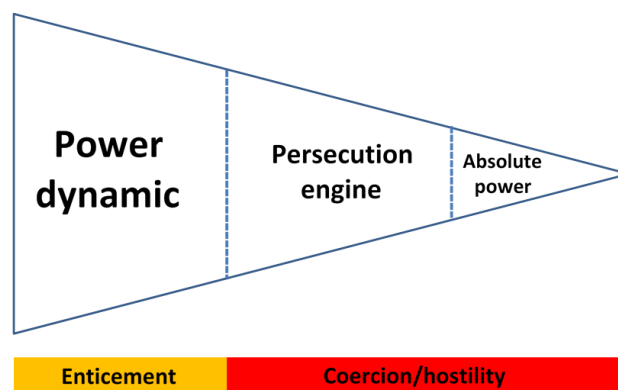 Power
dynamic
Persecution
engine
Absolute
power
Enticement
Coercion/hostility